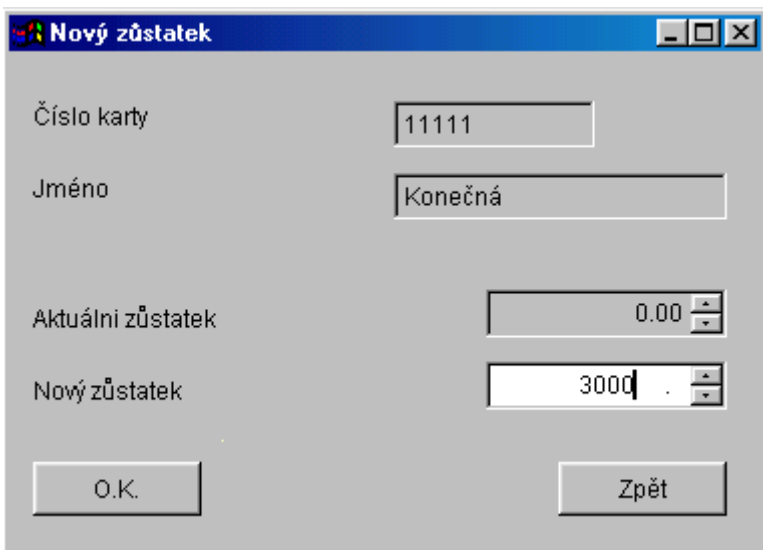 Nový zůstatek
Číslo karty 11111
Jméno Konečná
Aktuálni zůstatek 0.00
Nový zůstatek 3000 .
O.K. Zpět